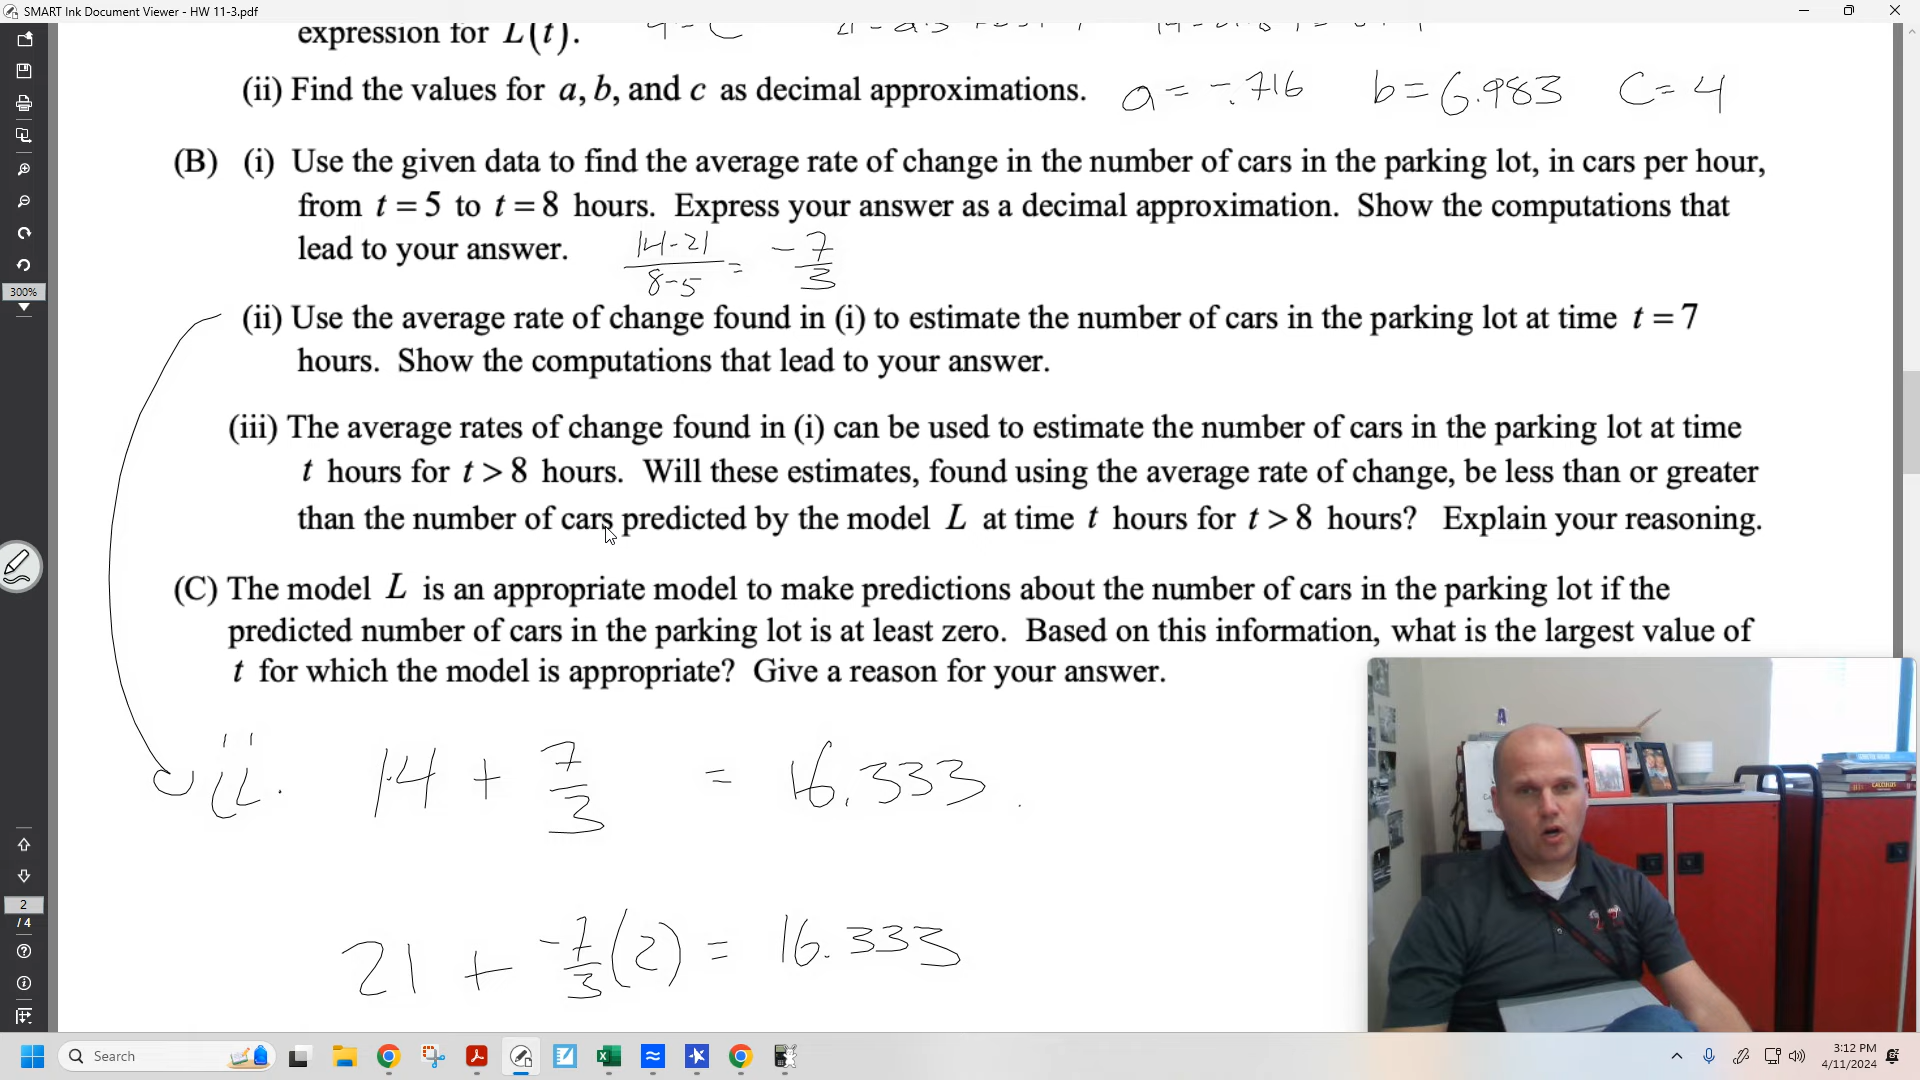 SMART Ink Document Viewer - HW 11-3.pdf
expression for L(t).
4 = C
(ii) Find the values for a, b, and c as decimal approximations. a = -.716 b = 6.983 C = 4
(B) (i) Use the given data to find the average rate of change in the number of cars in the parking lot, in cars per hour,
from t = 5 to t = 8 hours. Express your answer as a decimal approximation. Show the computations that
lead to your answer. 14-21 / 8-5 = -7/3
(ii) Use the average rate of change found in (i) to estimate the number of cars in the parking lot at time t = 7
hours. Show the computations that lead to your answer.
(iii) The average rates of change found in (i) can be used to estimate the number of cars in the parking lot at time
t hours for t > 8 hours. Will these estimates, found using the average rate of change, be less than or greater
than the number of cars predicted by the model L at time t hours for t > 8 hours? Explain your reasoning.
(C) The model L is an appropriate model to make predictions about the number of cars in the parking lot if the
predicted number of cars in the parking lot is at least zero. Based on this information, what is the largest value of
t for which the model is appropriate? Give a reason for your answer.
ii. 14 + 7/3 = 16.333
21 + -7/3 (2) = 16.333
300%
2
/ 4
Search
3:12 PM
4/11/2024
CALCULUS